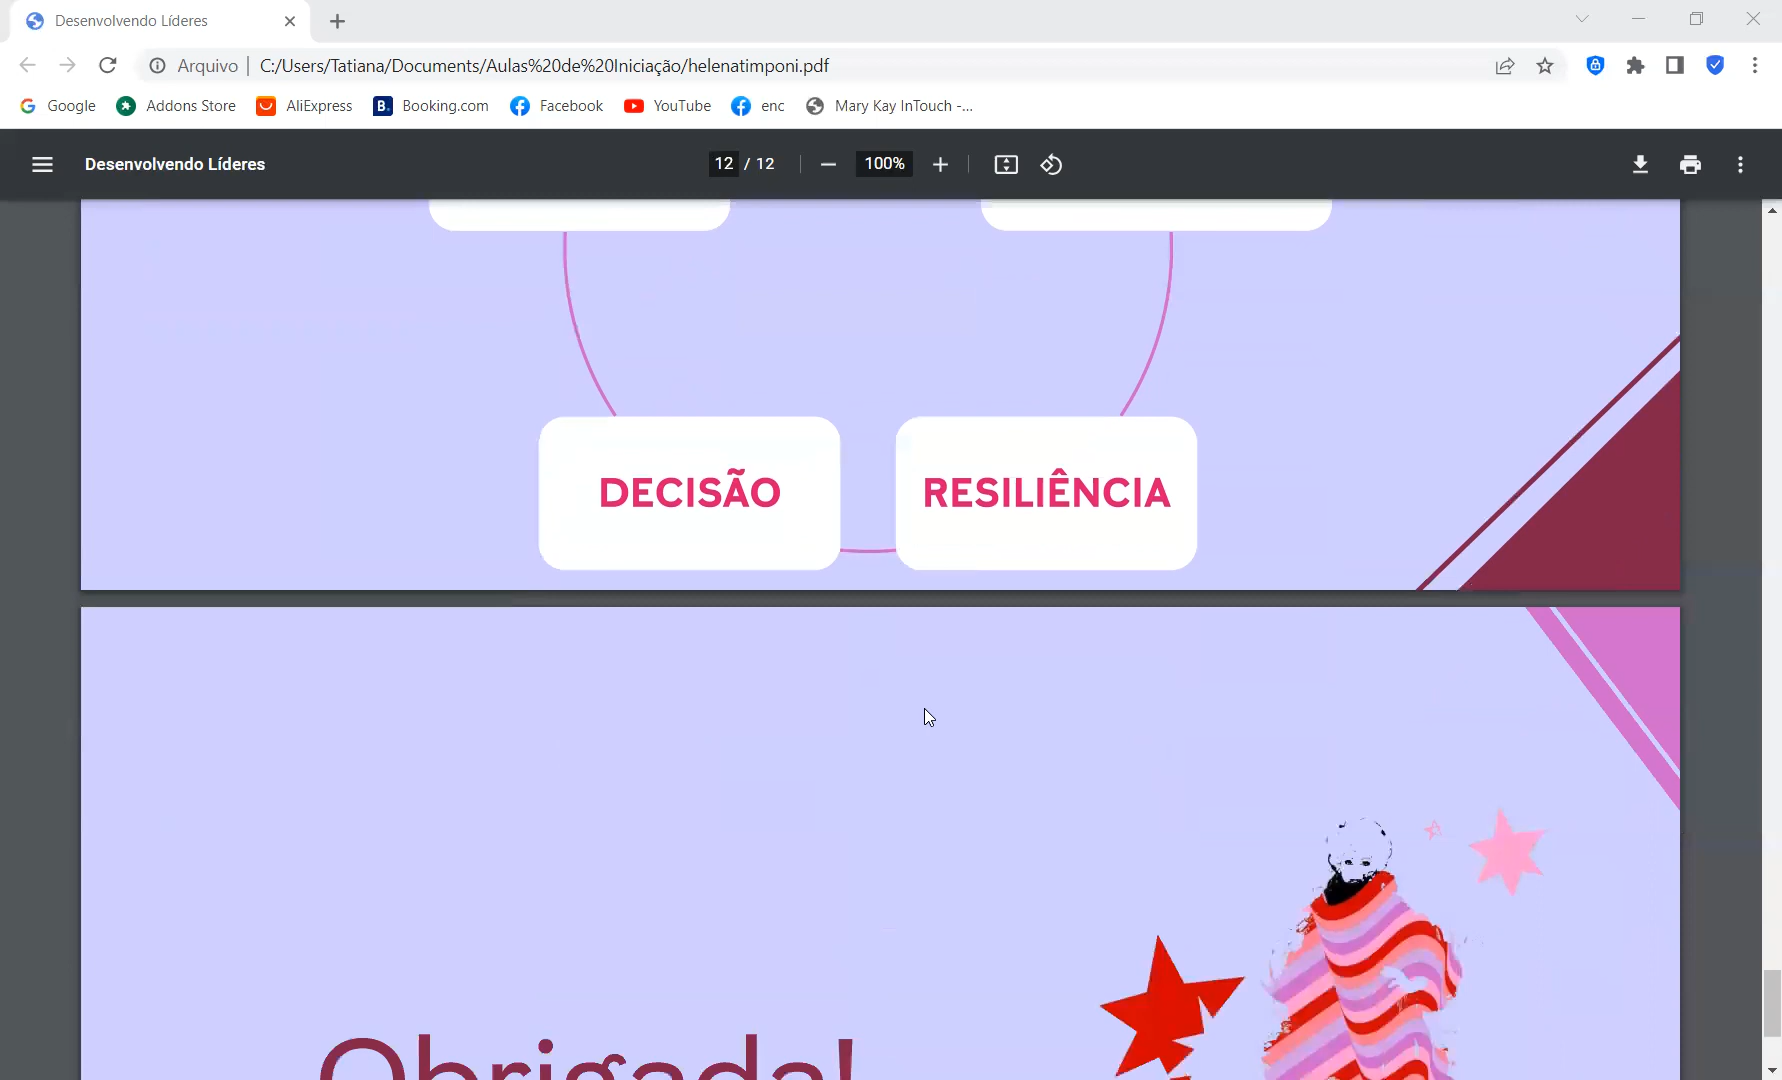 Desenvolvendo Líderes
Arquivo | C:/Users/Tatiana/Documents/Aulas%20de%20Iniciação/helenatimponi.pdf
Google Addons Store AliExpress B. Booking.com Facebook YouTube enc Mary Kay InTouch -...
Desenvolvendo Líderes 12 / 12 100%
DECISÃO RESILIÊNCIA
Obrigada!